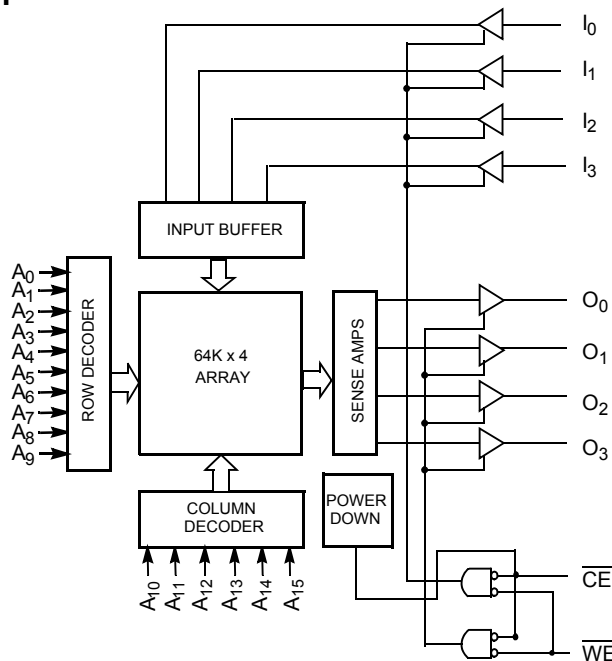 I0
I1
I2
I3
INPUT BUFFER
A0
A1
A2
A3
A4
A5
A6
A7
A8
A9
ROW DECODER
64K x 4
ARRAY
SENSE AMPS
O0
O1
O2
O3
COLUMN
DECODER
POWER
DOWN
A10
A11
A12
A13
A14
A15
CE
WE